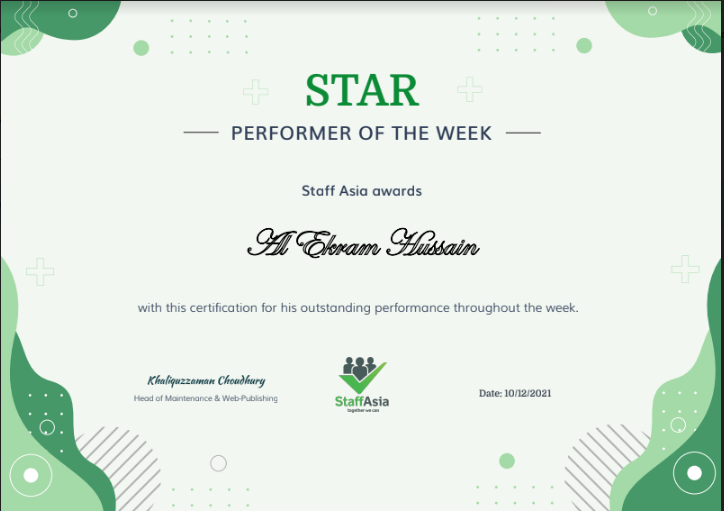 STAR
PERFORMER OF THE WEEK
Staff Asia awards
Al Ekram Hussain
with this certification for his outstanding performance throughout the week.
Khaliquzzaman Choudhury
Head of Maintenance & Web-Publishing
StaffAsia
together we can
Date: 10/12/2021